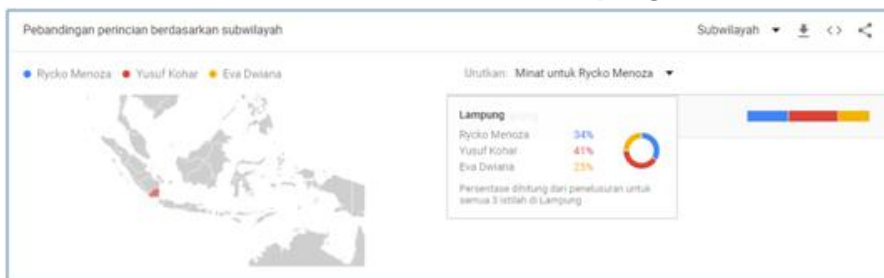 Pebandingan perincian berdasarkan subwilayah
Subwilayah
Rycko Menoza Yusuf Kohar Eva Dwiana
Urutkan: Minat untuk Rycko Menoza
Lampung
Rycko Menoza 34%
Yusuf Kohar 41%
Eva Dwiana 25%
Persentase dihitung dari penelusuran untuk
semua 3 istilah di Lampung